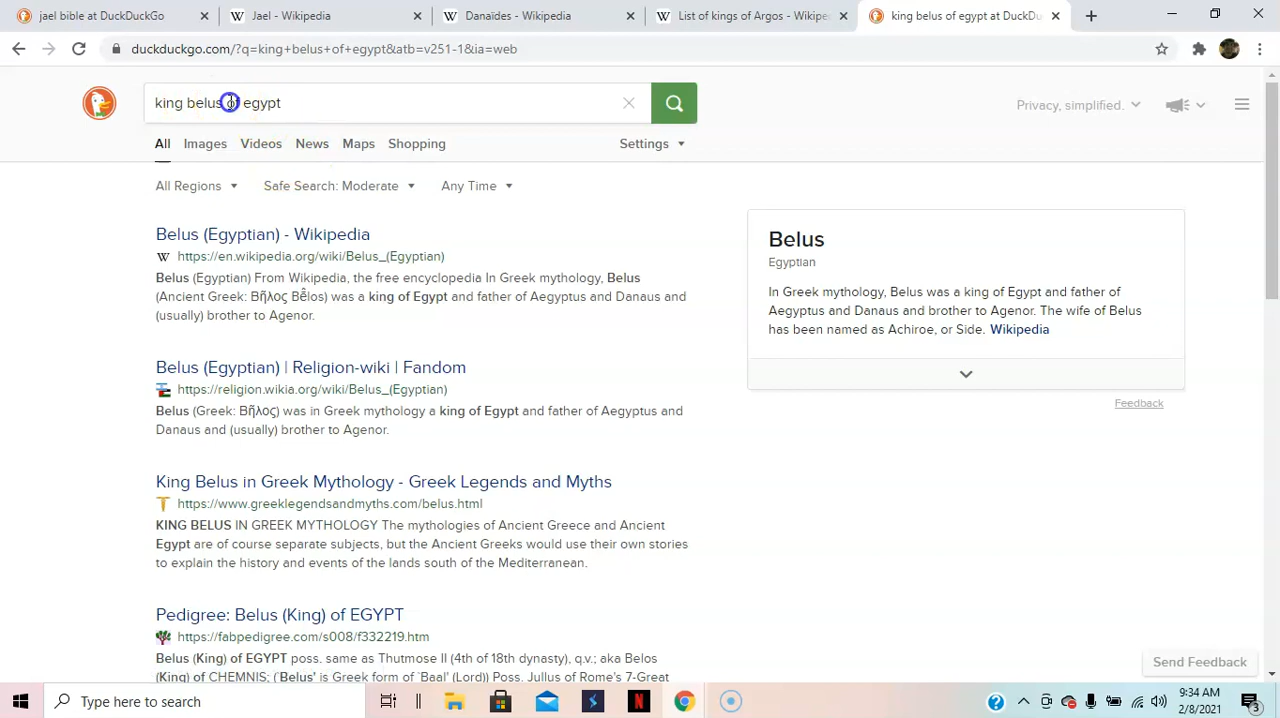 jael bible at DuckDuckGo
Jael - Wikipedia
Danaïdes - Wikipedia
List of kings of Argos - Wikipe
king belus of egypt at DuckDu
duckduckgo.com/?q=king+belus+of+egypt&atb=v251-1&ia=web
king belus of egypt
Privacy, simplified.
All Images Videos News Maps Shopping Settings
All Regions Safe Search: Moderate Any Time
Belus (Egyptian) - Wikipedia
https://en.wikipedia.org/wiki/Belus_(Egyptian)
Belus (Egyptian) From Wikipedia, the free encyclopedia In Greek mythology, Belus
(Ancient Greek: Βῆλος Bêlos) was a king of Egypt and father of Aegyptus and Danaus and
(usually) brother to Agenor.
Belus (Egyptian) | Religion-wiki | Fandom
https://religion.wikia.org/wiki/Belus_(Egyptian)
Belus (Greek: Βῆλος) was in Greek mythology a king of Egypt and father of Aegyptus and
Danaus and (usually) brother to Agenor.
King Belus in Greek Mythology - Greek Legends and Myths
https://www.greeklegendsandmyths.com/belus.html
KING BELUS IN GREEK MYTHOLOGY The mythologies of Ancient Greece and Ancient
Egypt are of course separate subjects, but the Ancient Greeks would use their own stories
to explain the history and events of the lands south of the Mediterranean.
Pedigree: Belus (King) of EGYPT
https://fabpedigree.com/s008/f332219.htm
Belus (King) of EGYPT poss. same as Thutmose II (4th of 18th dynasty), q.v.; aka Belos
(King) of CHEMNIS; ('Belus' is Greek form of 'Baal' (Lord)) Poss. Jullus of Rome's 7-Great
Belus
Egyptian
In Greek mythology, Belus was a king of Egypt and father of
Aegyptus and Danaus and brother to Agenor. The wife of Belus
has been named as Achiroe, or Side. Wikipedia
Feedback
Send Feedback
Type here to search
9:34 AM
2/8/2021
3